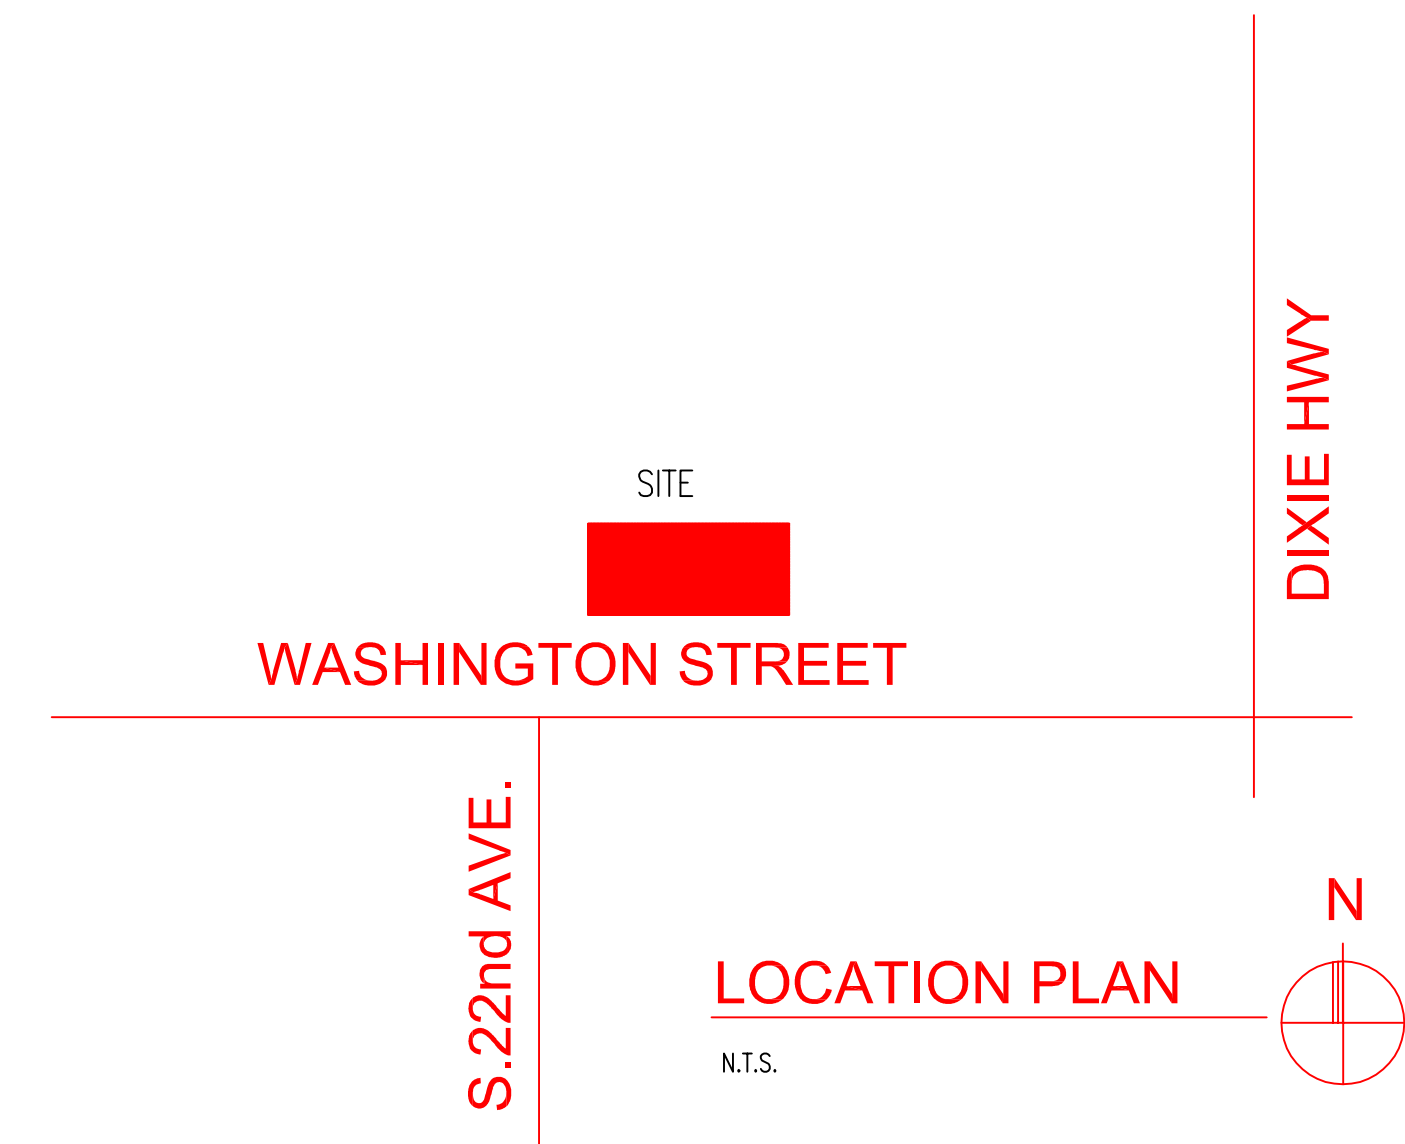 DIXIE HWY
SITE
WASHINGTON STREET
S.22nd AVE.
N
LOCATION PLAN
N.T.S.